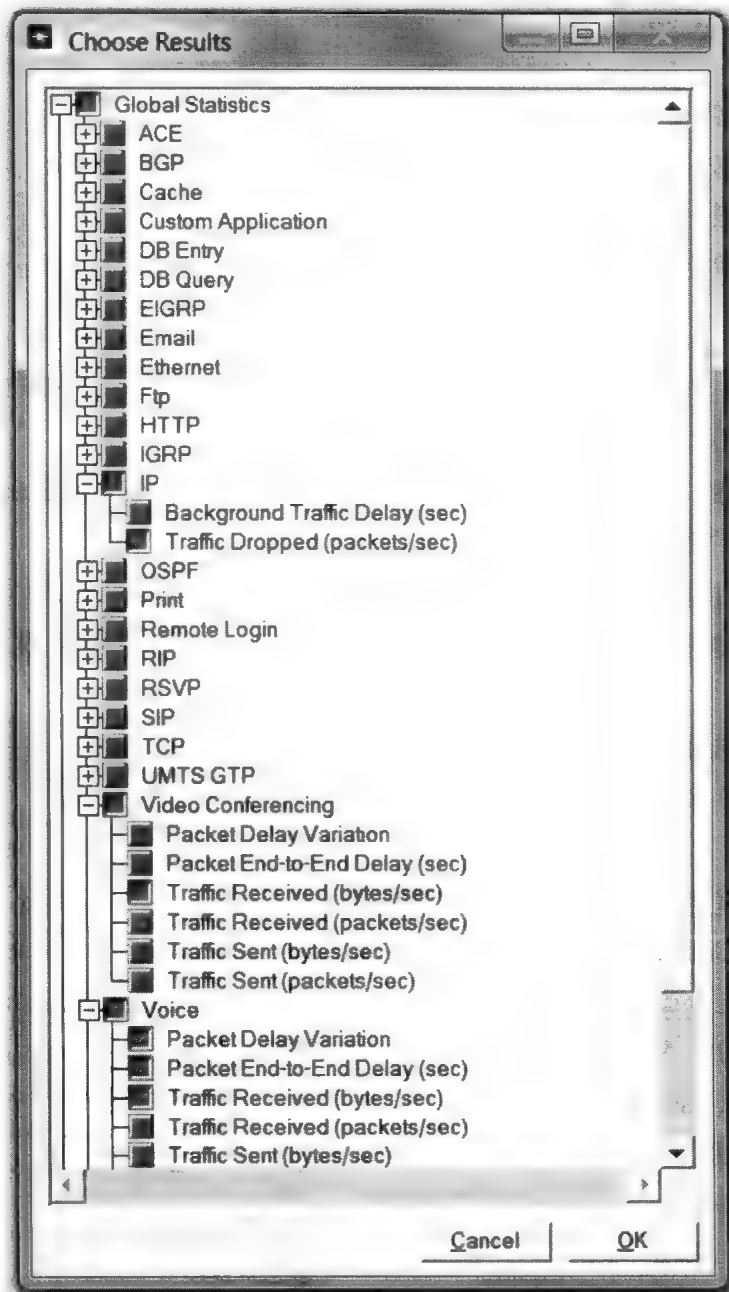 Choose Results
Global Statistics
ACE
BGP
Cache
Custom Application
DB Entry
DB Query
EIGRP
Email
Ethernet
Ftp
HTTP
IGRP
IP
Background Traffic Delay (sec)
Traffic Dropped (packets/sec)
OSPF
Print
Remote Login
RIP
RSVP
SIP
TCP
UMTS GTP
Video Conferencing
Packet Delay Variation
Packet End-to-End Delay (sec)
Traffic Received (bytes/sec)
Traffic Received (packets/sec)
Traffic Sent (bytes/sec)
Traffic Sent (packets/sec)
Voice
Packet Delay Variation
Packet End-to-End Delay (sec)
Traffic Received (bytes/sec)
Traffic Received (packets/sec)
Traffic Sent (bytes/sec)
Cancel OK